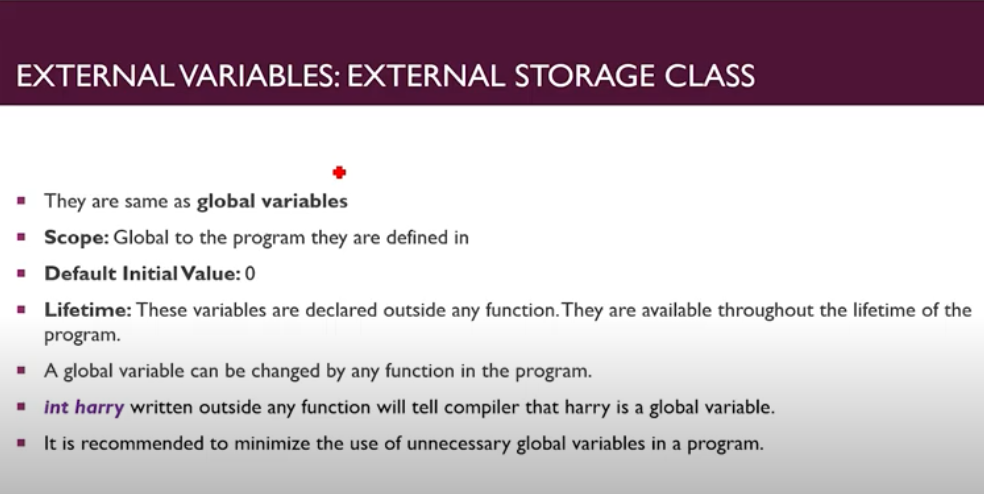 EXTERNAL VARIABLES: EXTERNAL STORAGE CLASS
They are same as global variables
Scope: Global to the program they are defined in
Default Initial Value: 0
Lifetime: These variables are declared outside any function. They are available throughout the lifetime of the
program.
A global variable can be changed by any function in the program.
int harry written outside any function will tell compiler that harry is a global variable.
It is recommended to minimize the use of unnecessary global variables in a program.